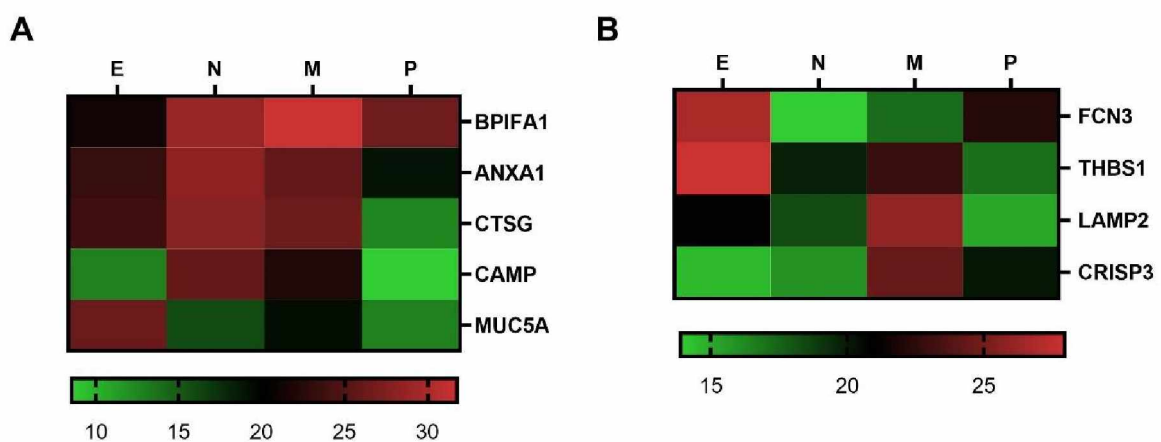 A
E N M P
BPIFA1
ANXA1
CTSG
CAMP
MUC5A
10 15 20 25 30
B
E N M P
FCN3
THBS1
LAMP2
CRISP3
15 20 25